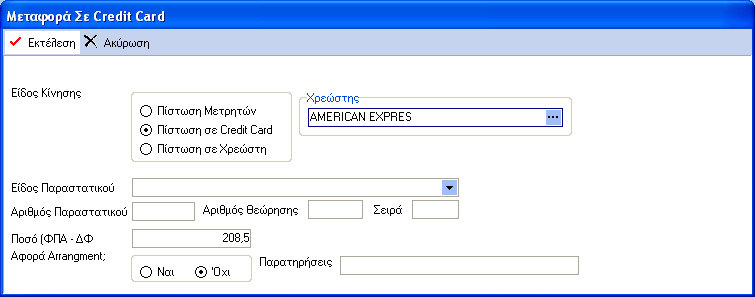 Μεταφορά Σε Credit Card
Εκτέλεση Ακύρωση
Είδος Κίνησης
Πίστωση Μετρητών
Πίστωση σε Credit Card
Πίστωση σε Χρεώστη
Χρεώστης
AMERICAN EXPRES
Είδος Παραστατικού
Αριθμός Παραστατικού Αριθμός Θεώρησης Σειρά
Ποσό (ΦΠΑ - ΔΦ 208,5
Αφορά Arrangment; Ναι Όχι Παρατηρήσεις